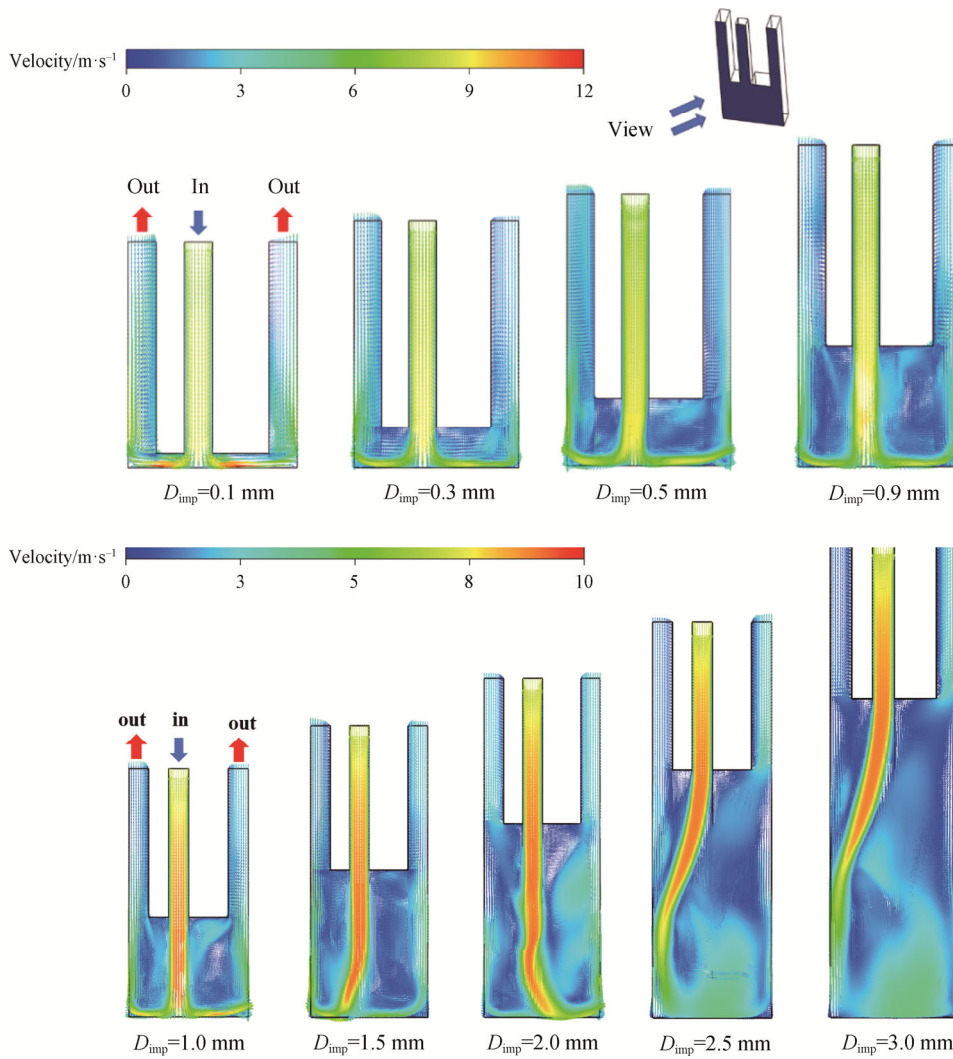 Velocity/m·s⁻¹
0 3 6 9 12
View
Out In Out
D_imp=0.1 mm D_imp=0.3 mm D_imp=0.5 mm D_imp=0.9 mm
Velocity/m·s⁻¹
0 3 5 8 10
out in out
D_imp=1.0 mm D_imp=1.5 mm D_imp=2.0 mm D_imp=2.5 mm D_imp=3.0 mm